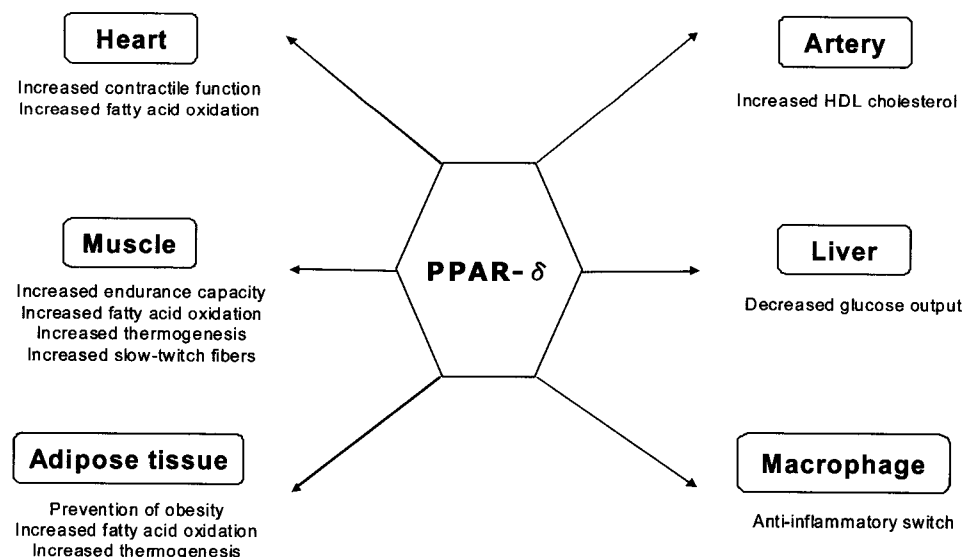 Heart
Increased contractile function
Increased fatty acid oxidation
Artery
Increased HDL cholesterol
Muscle
Increased endurance capacity
Increased fatty acid oxidation
Increased thermogenesis
Increased slow-twitch fibers
PPAR- δ
Liver
Decreased glucose output
Adipose tissue
Prevention of obesity
Increased fatty acid oxidation
Increased thermogenesis
Macrophage
Anti-inflammatory switch